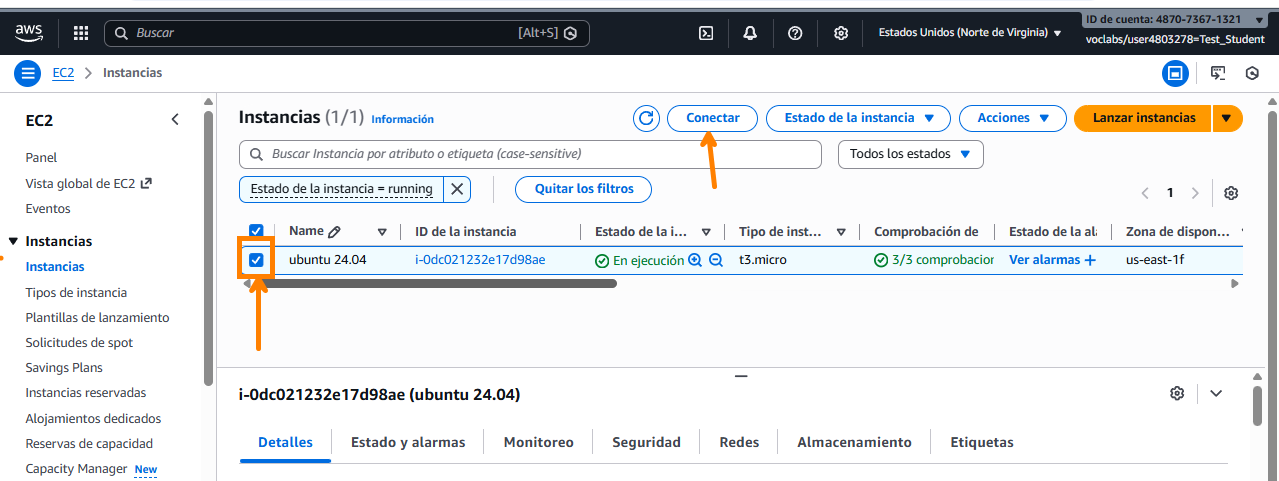 aws
Buscar
[Alt+S]
Estados Unidos (Norte de Virginia)
ID de cuenta: 4870-7367-1321
voclabs/user4803278=Test_Student
EC2
Instancias
EC2
Panel
Vista global de EC2
Eventos
Instancias
Instancias
Tipos de instancia
Plantillas de lanzamiento
Solicitudes de spot
Savings Plans
Instancias reservadas
Alojamientos dedicados
Reservas de capacidad
Capacity Manager New
Instancias (1/1) Información
Conectar
Estado de la instancia
Acciones
Lanzar instancias
Buscar Instancia por atributo o etiqueta (case-sensitive)
Todos los estados
Estado de la instancia = running
Quitar los filtros
1
Name
ID de la instancia
Estado de la i...
Tipo de inst...
Comprobación de
Estado de la al
Zona de dispon...
ubuntu 24.04
i-0dc021232e17d98ae
En ejecución
t3.micro
3/3 comprobacior
Ver alarmas +
us-east-1f
i-0dc021232e17d98ae (ubuntu 24.04)
Detalles
Estado y alarmas
Monitoreo
Seguridad
Redes
Almacenamiento
Etiquetas